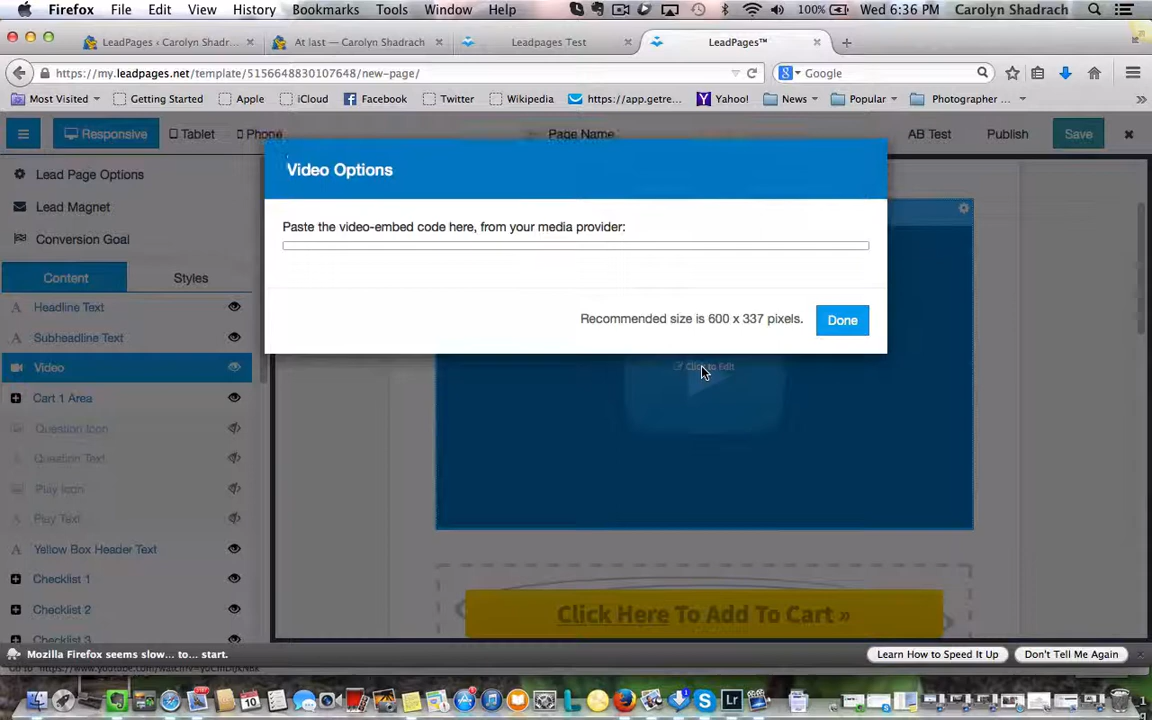 Firefox File Edit View History Bookmarks Tools Window Help 100% Wed 6:36 PM Carolyn Shadrach
LeadPages ‹ Carolyn Shadr... × At last — Carolyn Shadrach × Leadpages Test × LeadPages™ × +
https://my.leadpages.net/template/5156648830107648/new-page/ Google
Most Visited Getting Started Apple iCloud Facebook Twitter Wikipedia https://app.getre... Yahoo! News Popular Photographer ... »
Responsive Tablet Phone Page Name AB Test Publish Save
Lead Page Options
Lead Magnet
Conversion Goal
Content Styles
Headline Text
Subheadline Text
Video
Cart 1 Area
Question Icon
Question Text
Play Icon
Play Text
Yellow Box Header Text
Checklist 1
Checklist 2
Checklist 3
Video Options
Paste the video-embed code here, from your media provider:
Recommended size is 600 x 337 pixels. Done
Click to Edit
Click Here To Add To Cart »
Mozilla Firefox seems slow... to... start. Learn How to Speed It Up Don't Tell Me Again